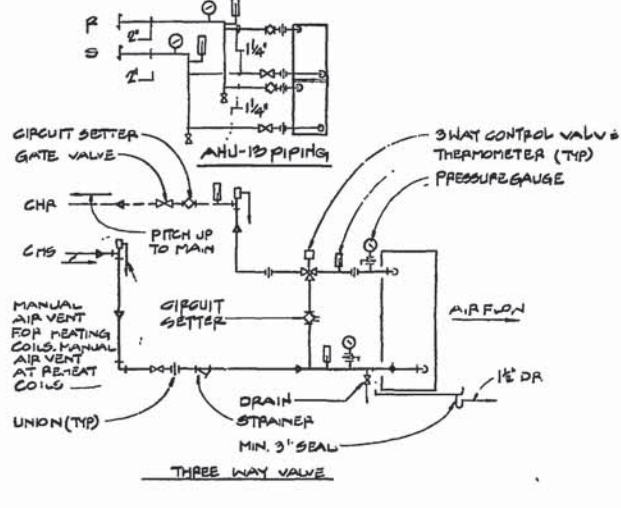 R
2"
S
2"
1¼"
1¼"
AHU-13 PIPING
CIRCUIT SETTER
GATE VALVE
3 WAY CONTROL VALVE
THERMOMETER (TYP)
PRESSURE GAUGE
CHR
PITCH UP
TO MAIN
CHS
MANUAL
AIR VENT
FOR HEATING
COILS. MANUAL
AIR VENT
AT REHEAT
COILS
CIRCUIT
SETTER
AIR FLOW
UNION (TYP)
STRAINER
DRAIN
1½" DR
MIN. 3" SEAL
THREE WAY VALVE